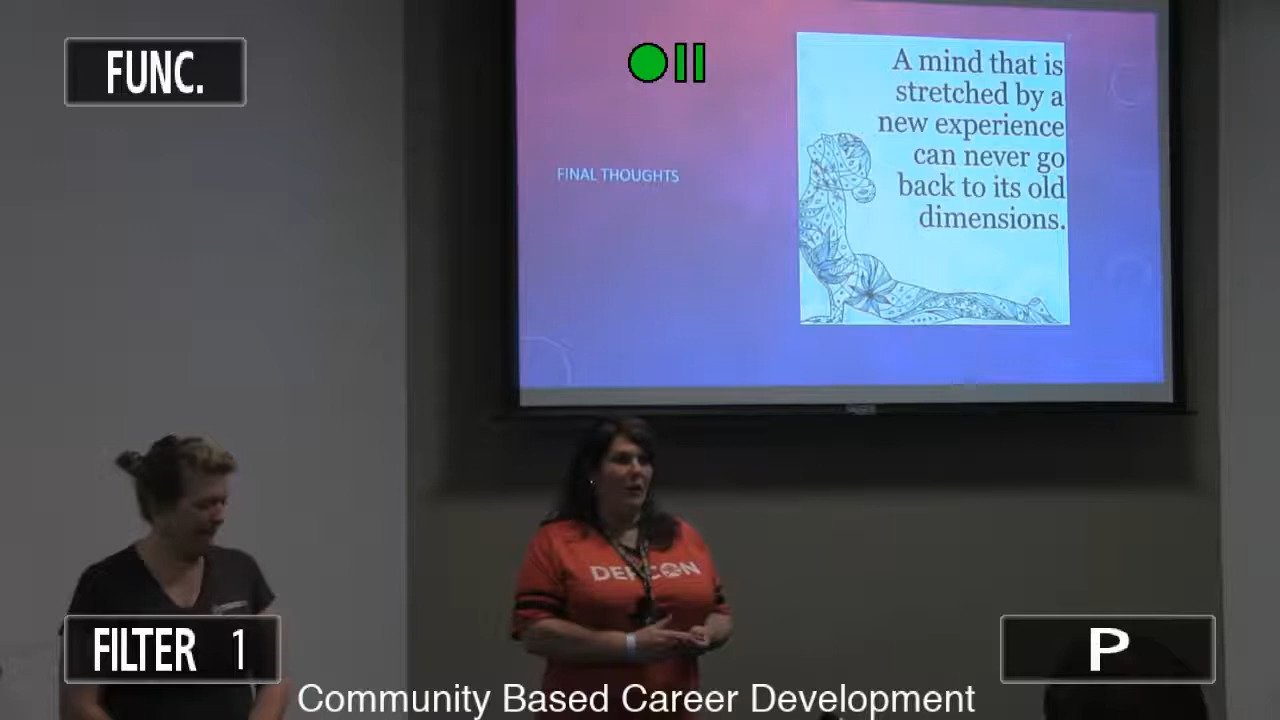 FUNC.
A mind that is
stretched by a
new experience
can never go
back to its old
dimensions.
FINAL THOUGHTS
DEFCON
FILTER 1
P
Community Based Career Development